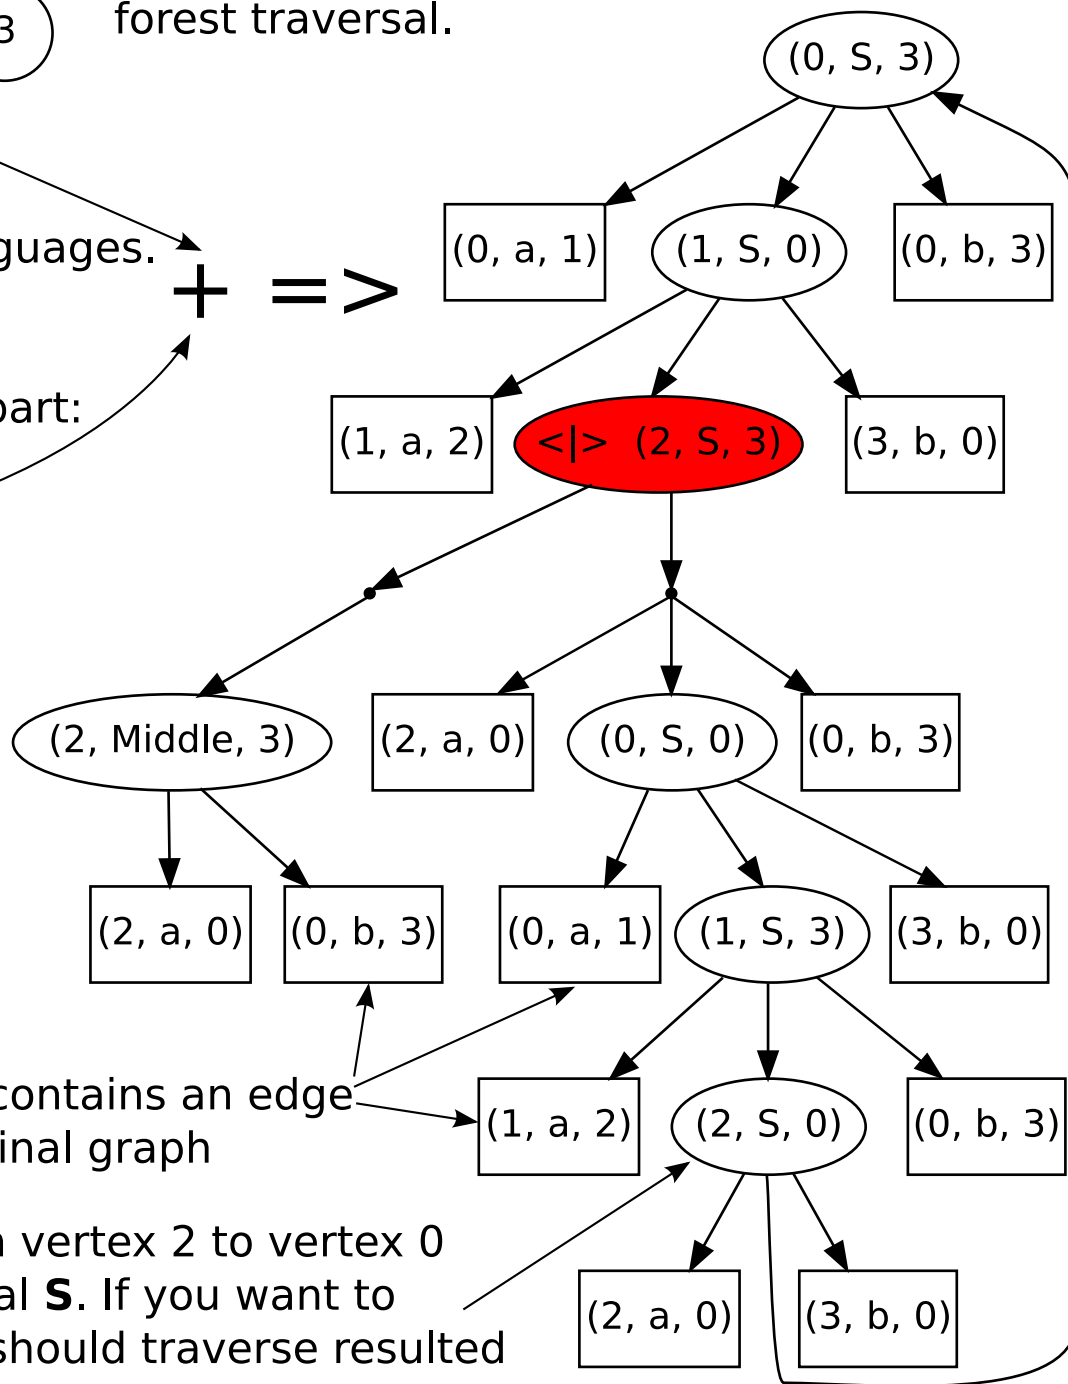 3
forest traversal.
(0, S, 3)
guages.
+ =>
(0, a, 1)
(1, S, 0)
(0, b, 3)
part:
(1, a, 2)
<|> (2, S, 3)
(3, b, 0)
(2, Middle, 3)
(2, a, 0)
(0, S, 0)
(0, b, 3)
(2, a, 0)
(0, b, 3)
(0, a, 1)
(1, S, 3)
(3, b, 0)
contains an edge
inal graph
(1, a, 2)
(2, S, 0)
(0, b, 3)
vertex 2 to vertex 0
al S. If you want to
should traverse resulted
(2, a, 0)
(3, b, 0)